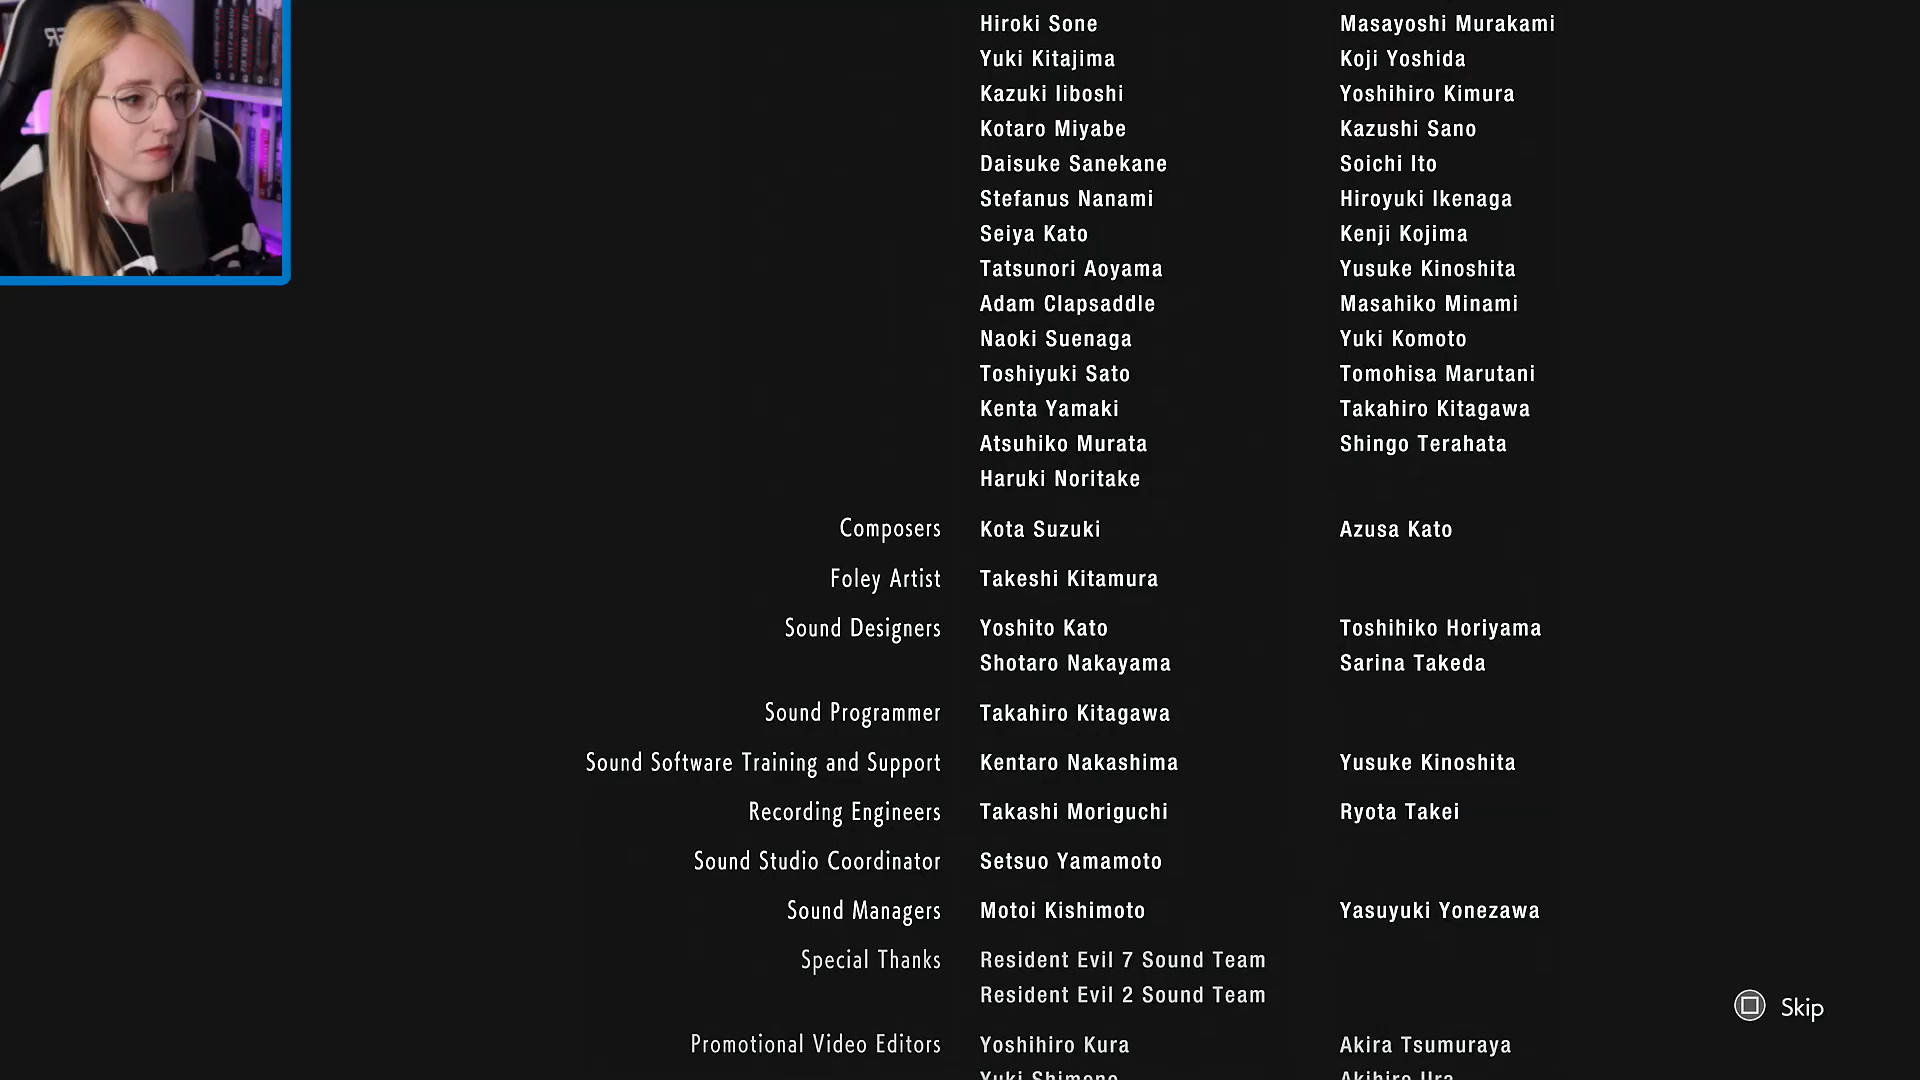 Hiroki Sone Masayoshi Murakami
Yuki Kitajima Koji Yoshida
Kazuki Iiboshi Yoshihiro Kimura
Kotaro Miyabe Kazushi Sano
Daisuke Sanekane Soichi Ito
Stefanus Nanami Hiroyuki Ikenaga
Seiya Kato Kenji Kojima
Tatsunori Aoyama Yusuke Kinoshita
Adam Clapsaddle Masahiko Minami
Naoki Suenaga Yuki Komoto
Toshiyuki Sato Tomohisa Marutani
Kenta Yamaki Takahiro Kitagawa
Atsuhiko Murata Shingo Terahata
Haruki Noritake
Composers Kota Suzuki Azusa Kato
Foley Artist Takeshi Kitamura
Sound Designers Yoshito Kato Toshihiko Horiyama
Shotaro Nakayama Sarina Takeda
Sound Programmer Takahiro Kitagawa
Sound Software Training and Support Kentaro Nakashima Yusuke Kinoshita
Recording Engineers Takashi Moriguchi Ryota Takei
Sound Studio Coordinator Setsuo Yamamoto
Sound Managers Motoi Kishimoto Yasuyuki Yonezawa
Special Thanks Resident Evil 7 Sound Team
Resident Evil 2 Sound Team
Skip
Promotional Video Editors Yoshihiro Kura Akira Tsumuraya
Yuki Shimono Akihiro Ura